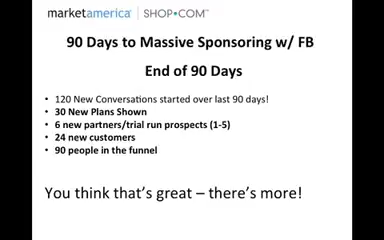 marketamerica® | SHOP•COM™
90 Days to Massive Sponsoring w/ FB
End of 90 Days
• 120 New Conversations started over last 90 days!
• 30 New Plans Shown
• 6 new partners/trial run prospects (1-5)
• 24 new customers
• 90 people in the funnel
You think that's great – there's more!